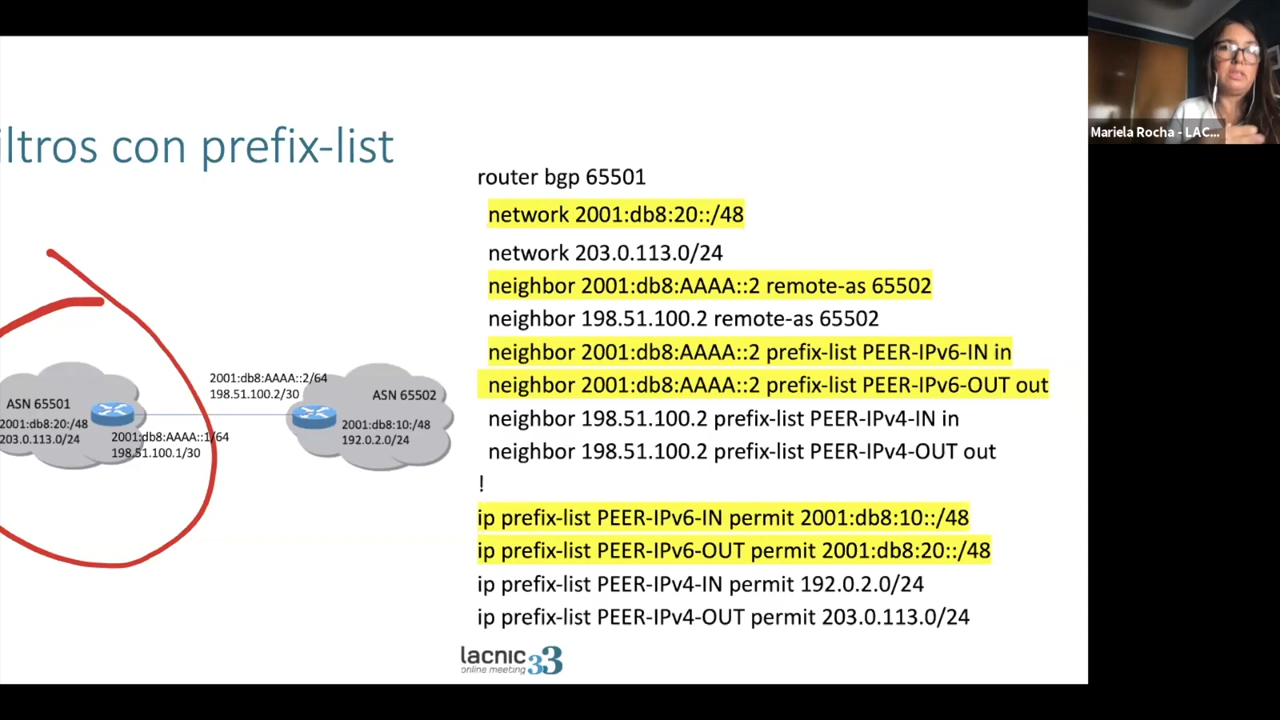 iltros con prefix-list
router bgp 65501
network 2001:db8:20::/48
network 203.0.113.0/24
neighbor 2001:db8:AAAA::2 remote-as 65502
neighbor 198.51.100.2 remote-as 65502
neighbor 2001:db8:AAAA::2 prefix-list PEER-IPv6-IN in
neighbor 2001:db8:AAAA::2 prefix-list PEER-IPv6-OUT out
neighbor 198.51.100.2 prefix-list PEER-IPv4-IN in
neighbor 198.51.100.2 prefix-list PEER-IPv4-OUT out
!
ip prefix-list PEER-IPv6-IN permit 2001:db8:10::/48
ip prefix-list PEER-IPv6-OUT permit 2001:db8:20::/48
ip prefix-list PEER-IPv4-IN permit 192.0.2.0/24
ip prefix-list PEER-IPv4-OUT permit 203.0.113.0/24
ASN 65501
2001:db8:20:/48
203.0.113.0/24
2001:db8:AAAA::1/64
198.51.100.1/30
2001:db8:AAAA::2/64
198.51.100.2/30
ASN 65502
2001:db8:10:/48
192.0.2.0/24
lacnic 33
online meeting
Mariela Rocha - LAC...